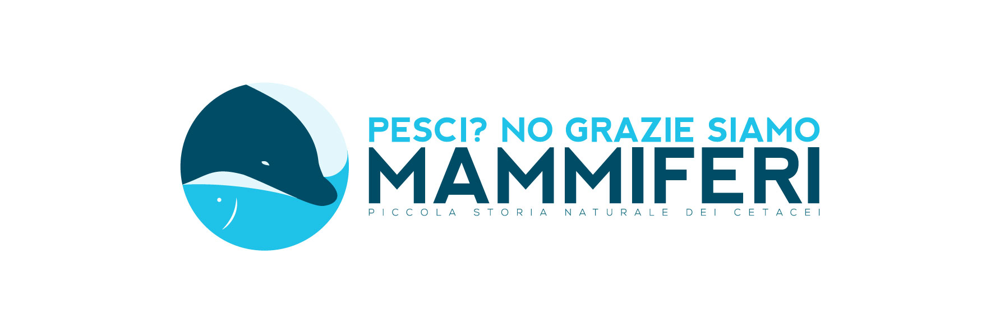 PESCI? NO GRAZIE SIAMO
MAMMIFERI
PICCOLA STORIA NATURALE DEI CETACEI